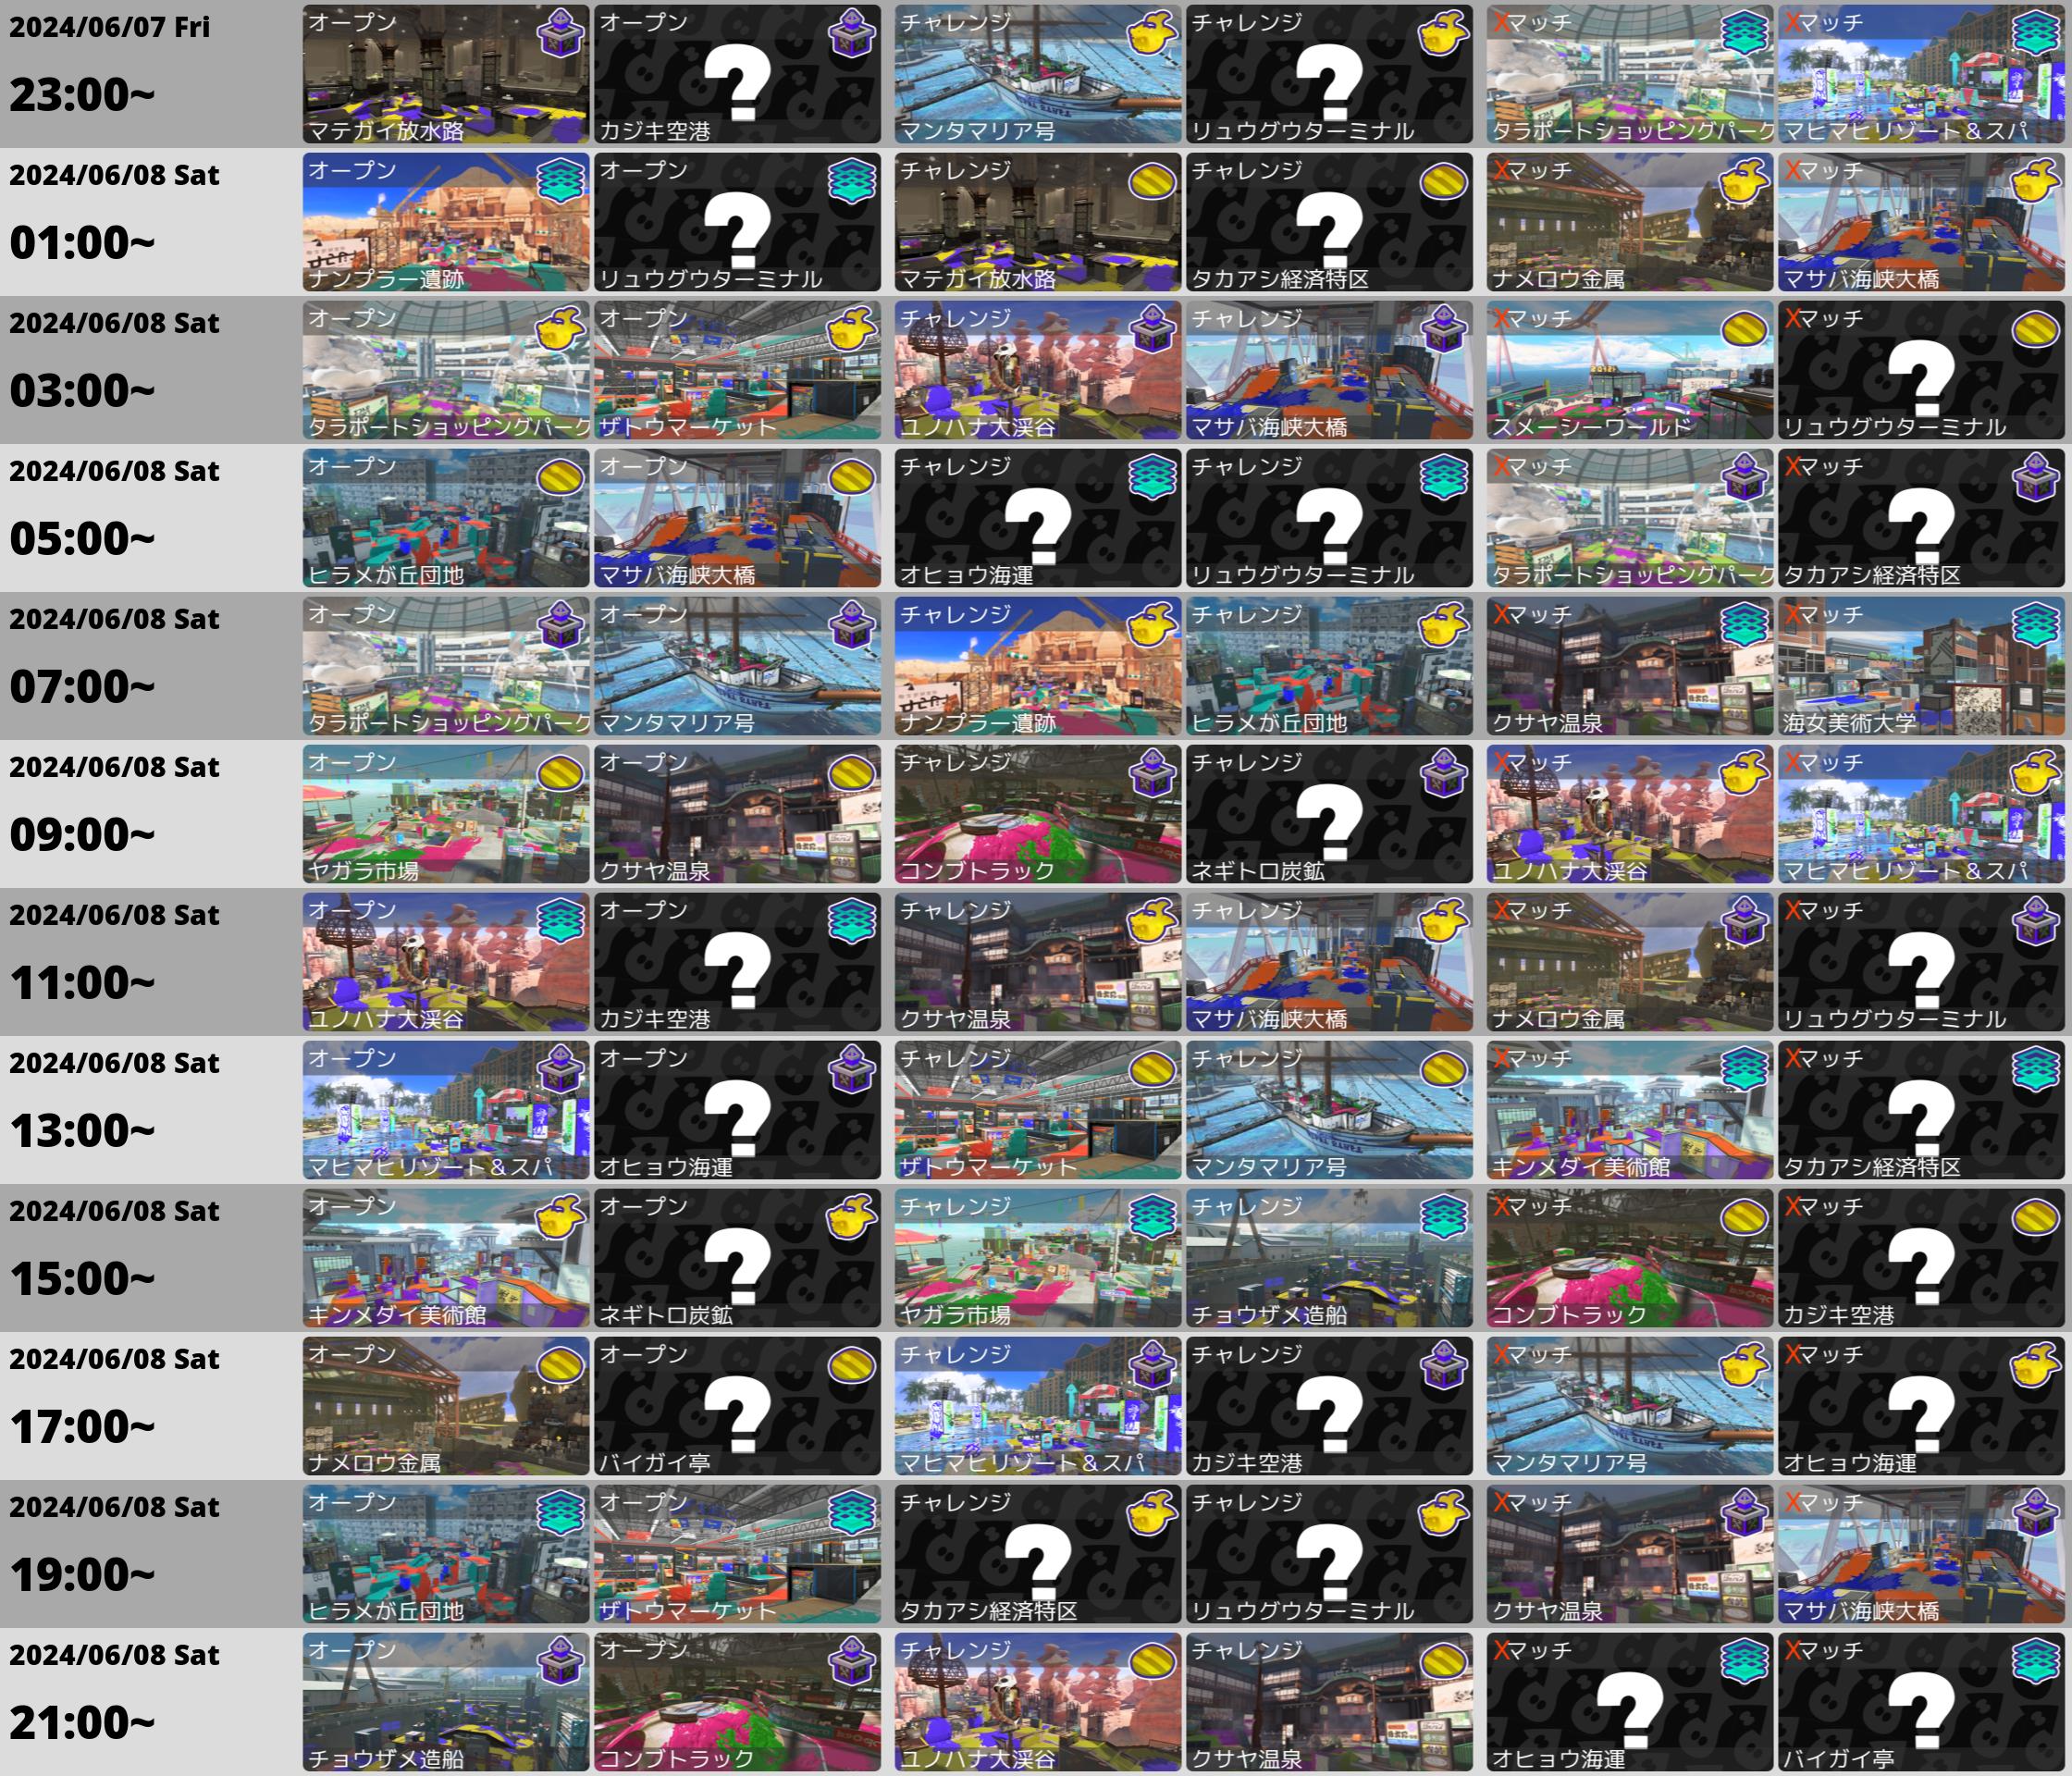 2024/06/07 Fri
23:00~
オープン
マテガイ放水路
オープン
カジキ空港
チャレンジ
マンタマリア号
チャレンジ
リュウグウターミナル
Xマッチ
タラポートショッピングパーク
Xマッチ
マヒマヒリゾート&スパ
2024/06/08 Sat
01:00~
オープン
ナンプラー遺跡
オープン
リュウグウターミナル
チャレンジ
マテガイ放水路
チャレンジ
タカアシ経済特区
Xマッチ
ナメロウ金属
Xマッチ
マサバ海峡大橋
2024/06/08 Sat
03:00~
オープン
タラポートショッピングパーク
オープン
ザトウマーケット
チャレンジ
ユノハナ大渓谷
チャレンジ
マサバ海峡大橋
Xマッチ
スメーシーワールド
Xマッチ
リュウグウターミナル
2024/06/08 Sat
05:00~
オープン
ヒラメが丘団地
オープン
マサバ海峡大橋
チャレンジ
オヒョウ海運
チャレンジ
リュウグウターミナル
Xマッチ
タラポートショッピングパーク
Xマッチ
タカアシ経済特区
2024/06/08 Sat
07:00~
オープン
タラポートショッピングパーク
オープン
マンタマリア号
チャレンジ
ナンプラー遺跡
チャレンジ
ヒラメが丘団地
Xマッチ
クサヤ温泉
Xマッチ
海女美術大学
2024/06/08 Sat
09:00~
オープン
ヤガラ市場
オープン
クサヤ温泉
チャレンジ
コンブトラック
チャレンジ
ネギトロ炭鉱
Xマッチ
ユノハナ大渓谷
Xマッチ
マヒマヒリゾート&スパ
2024/06/08 Sat
11:00~
オープン
ユノハナ大渓谷
オープン
カジキ空港
チャレンジ
クサヤ温泉
チャレンジ
マサバ海峡大橋
Xマッチ
ナメロウ金属
Xマッチ
リュウグウターミナル
2024/06/08 Sat
13:00~
オープン
マヒマヒリゾート&スパ
オープン
オヒョウ海運
チャレンジ
ザトウマーケット
チャレンジ
マンタマリア号
Xマッチ
キンメダイ美術館
Xマッチ
タカアシ経済特区
2024/06/08 Sat
15:00~
オープン
キンメダイ美術館
オープン
ネギトロ炭鉱
チャレンジ
ヤガラ市場
チャレンジ
チョウザメ造船
Xマッチ
コンブトラック
Xマッチ
カジキ空港
2024/06/08 Sat
17:00~
オープン
ナメロウ金属
オープン
バイガイ亭
チャレンジ
マヒマヒリゾート&スパ
チャレンジ
カジキ空港
Xマッチ
マンタマリア号
Xマッチ
オヒョウ海運
2024/06/08 Sat
19:00~
オープン
ヒラメが丘団地
オープン
ザトウマーケット
チャレンジ
タカアシ経済特区
チャレンジ
リュウグウターミナル
Xマッチ
クサヤ温泉
Xマッチ
マサバ海峡大橋
2024/06/08 Sat
21:00~
オープン
チョウザメ造船
オープン
コンブトラック
チャレンジ
ユノハナ大渓谷
チャレンジ
クサヤ温泉
Xマッチ
オヒョウ海運
Xマッチ
バイガイ亭